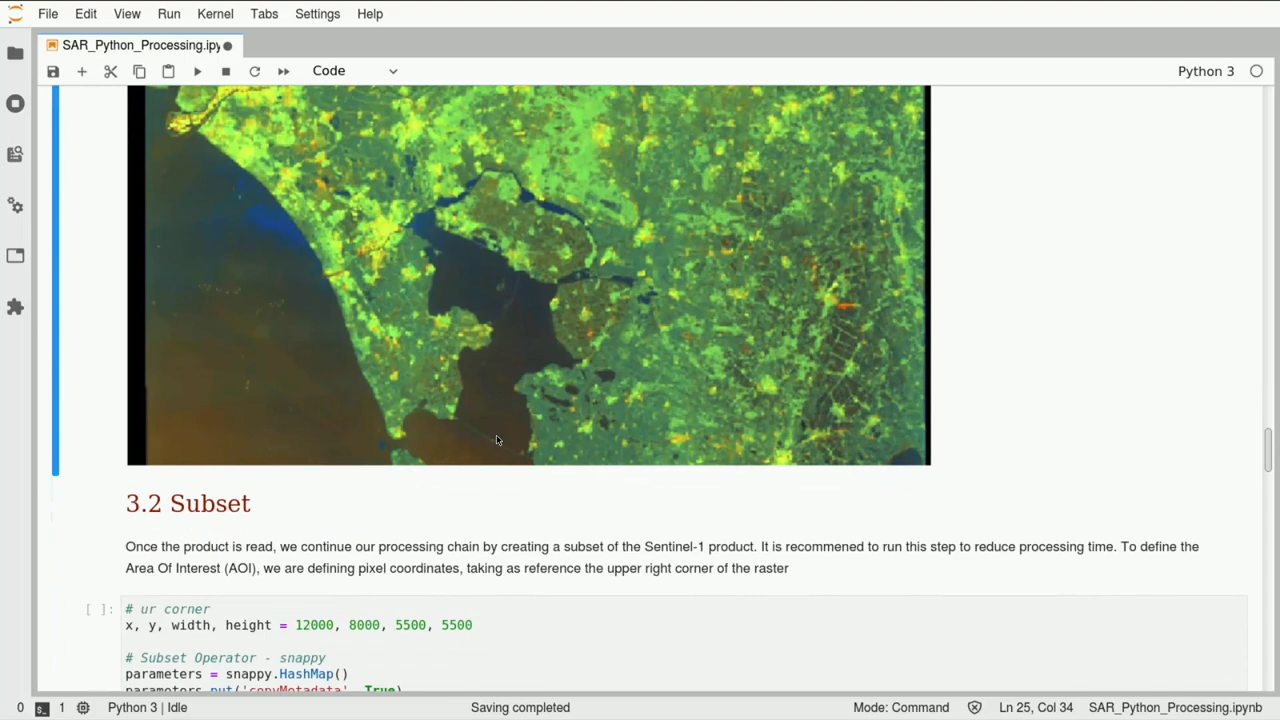 File Edit View Run Kernel Tabs Settings Help
SAR_Python_Processing.ipy
Code
Python 3
3.2 Subset
Once the product is read, we continue our processing chain by creating a subset of the Sentinel-1 product. It is recommened to run this step to reduce processing time. To define the
Area Of Interest (AOI), we are defining pixel coordinates, taking as reference the upper right corner of the raster
[ ]:
# ur corner
x, y, width, height = 12000, 8000, 5500, 5500
# Subset Operator - snappy
parameters = snappy.HashMap()
parameters.put('copyMetadata', True)
0 1 Python 3 | Idle Saving completed Mode: Command Ln 25, Col 34 SAR_Python_Processing.ipynb